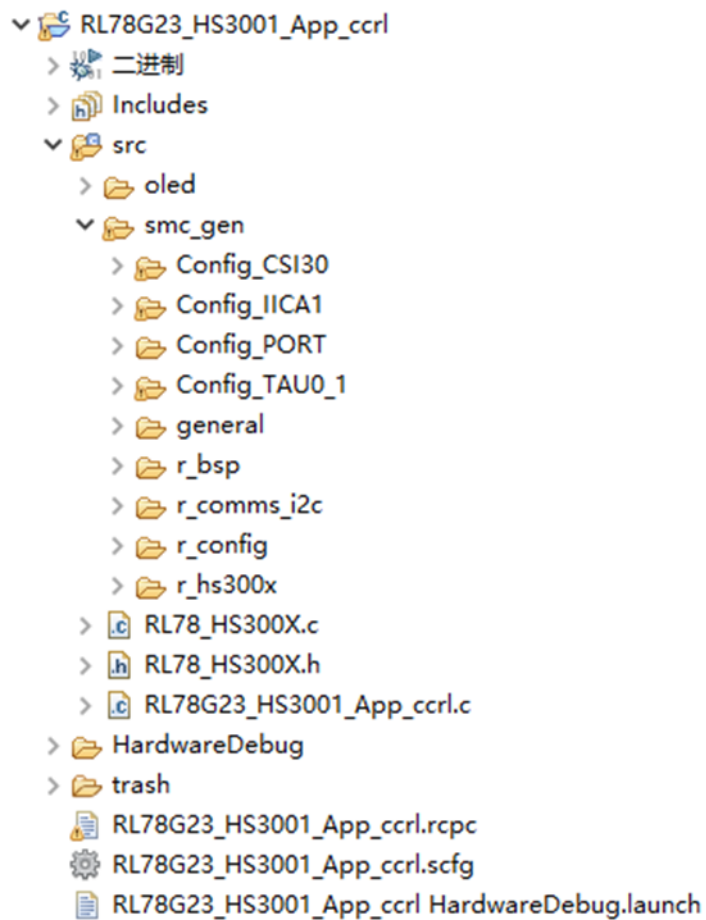 RL78G23_HS3001_App_ccrl
二进制
Includes
src
oled
smc_gen
Config_CSI30
Config_IICA1
Config_PORT
Config_TAU0_1
general
r_bsp
r_comms_i2c
r_config
r_hs300x
RL78_HS300X.c
RL78_HS300X.h
RL78G23_HS3001_App_ccrl.c
HardwareDebug
trash
RL78G23_HS3001_App_ccrl.rcpc
RL78G23_HS3001_App_ccrl.scfg
RL78G23_HS3001_App_ccrl HardwareDebug.launch